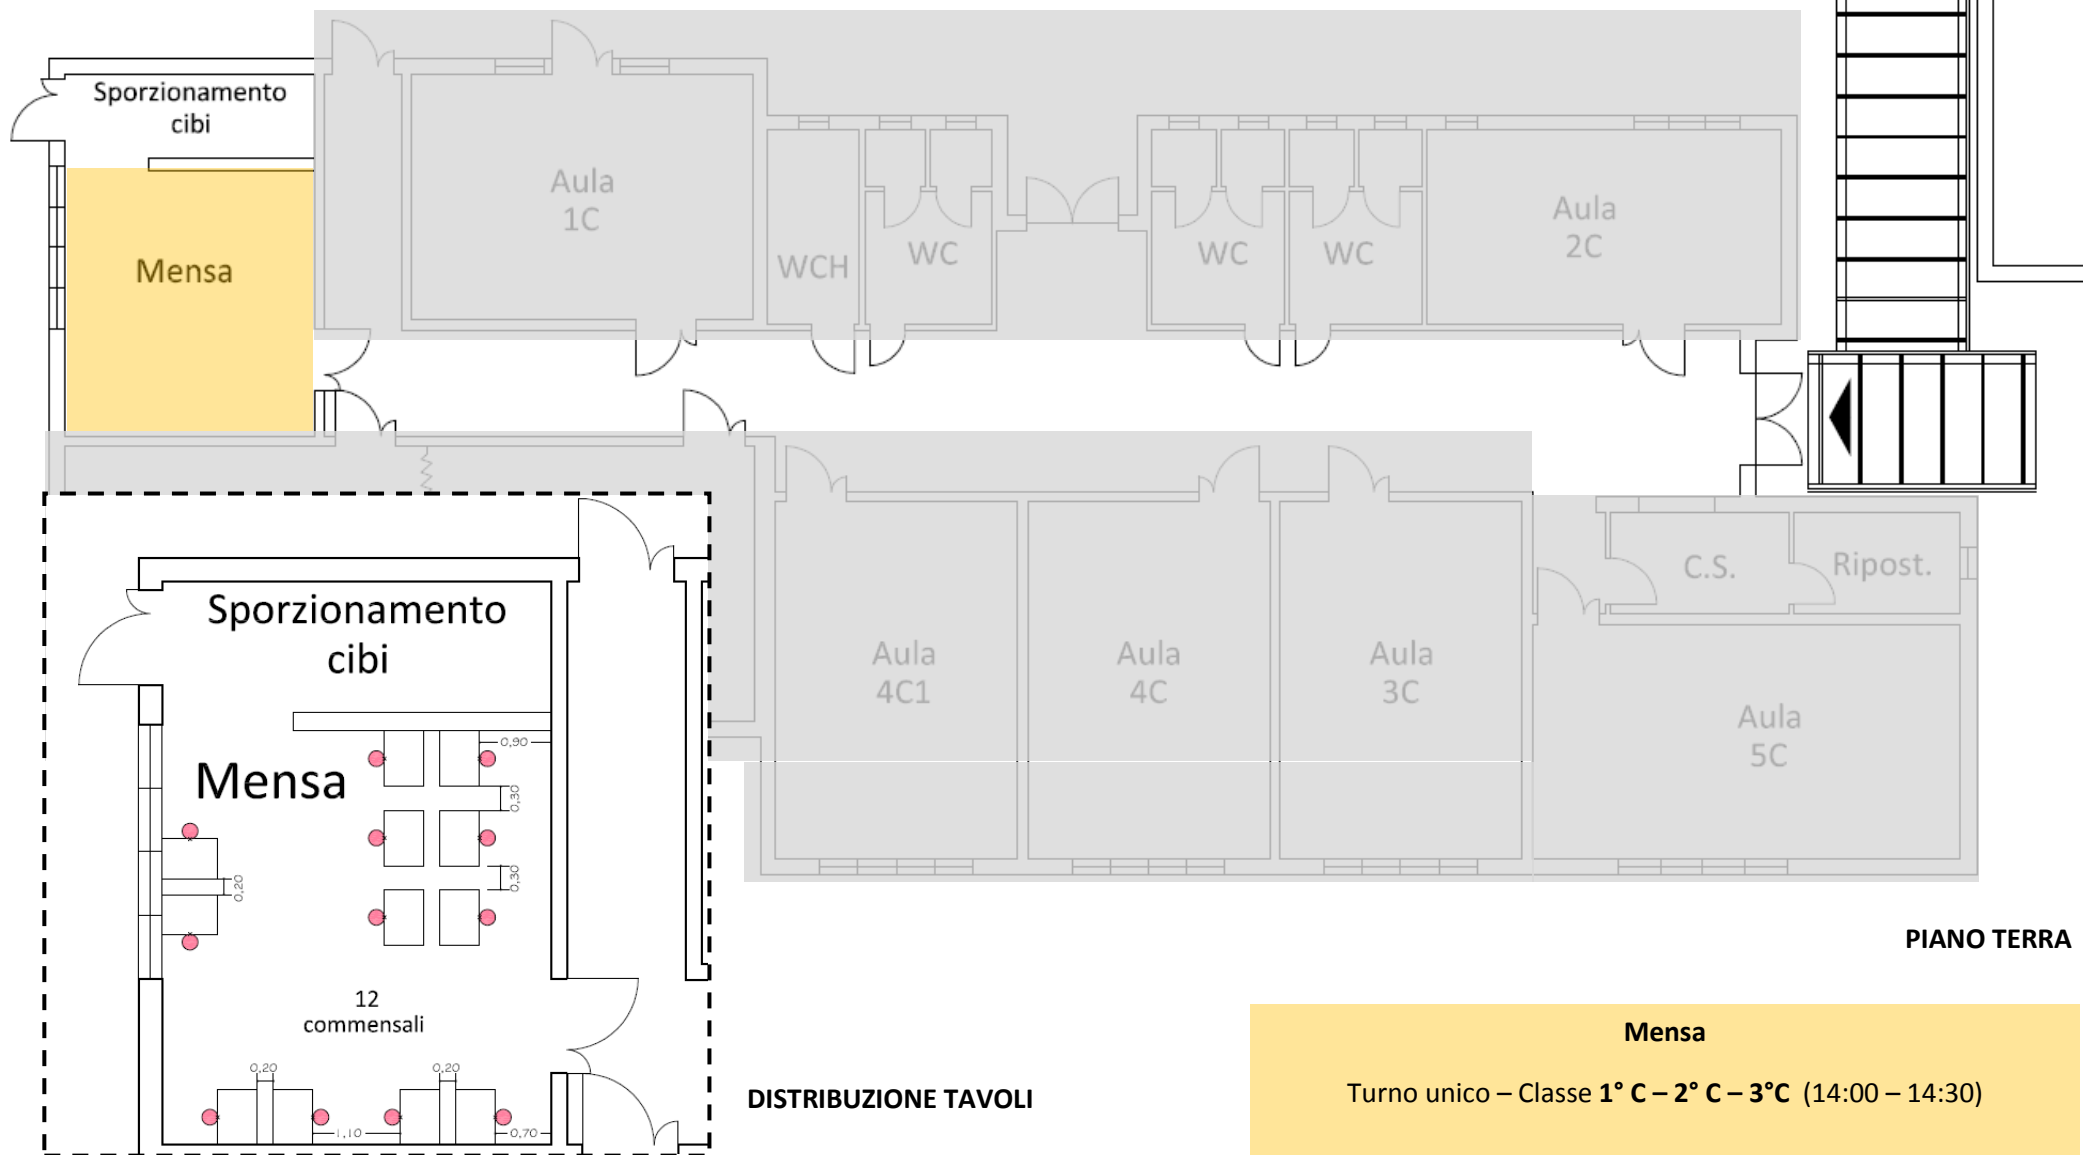 Sporzionamento
cibi
Mensa
Aula
1C
WCH
WC
WC
WC
Aula
2C
Aula
4C1
Aula
4C
Aula
3C
C.S.
Ripost.
Aula
5C
Sporzionamento
cibi
Mensa
0,90
0,30
0,30
0,20
12
commensali
0,20
0,20
1,10
0,70
DISTRIBUZIONE TAVOLI
PIANO TERRA
Mensa
Turno unico – Classe 1° C – 2° C – 3°C (14:00 – 14:30)